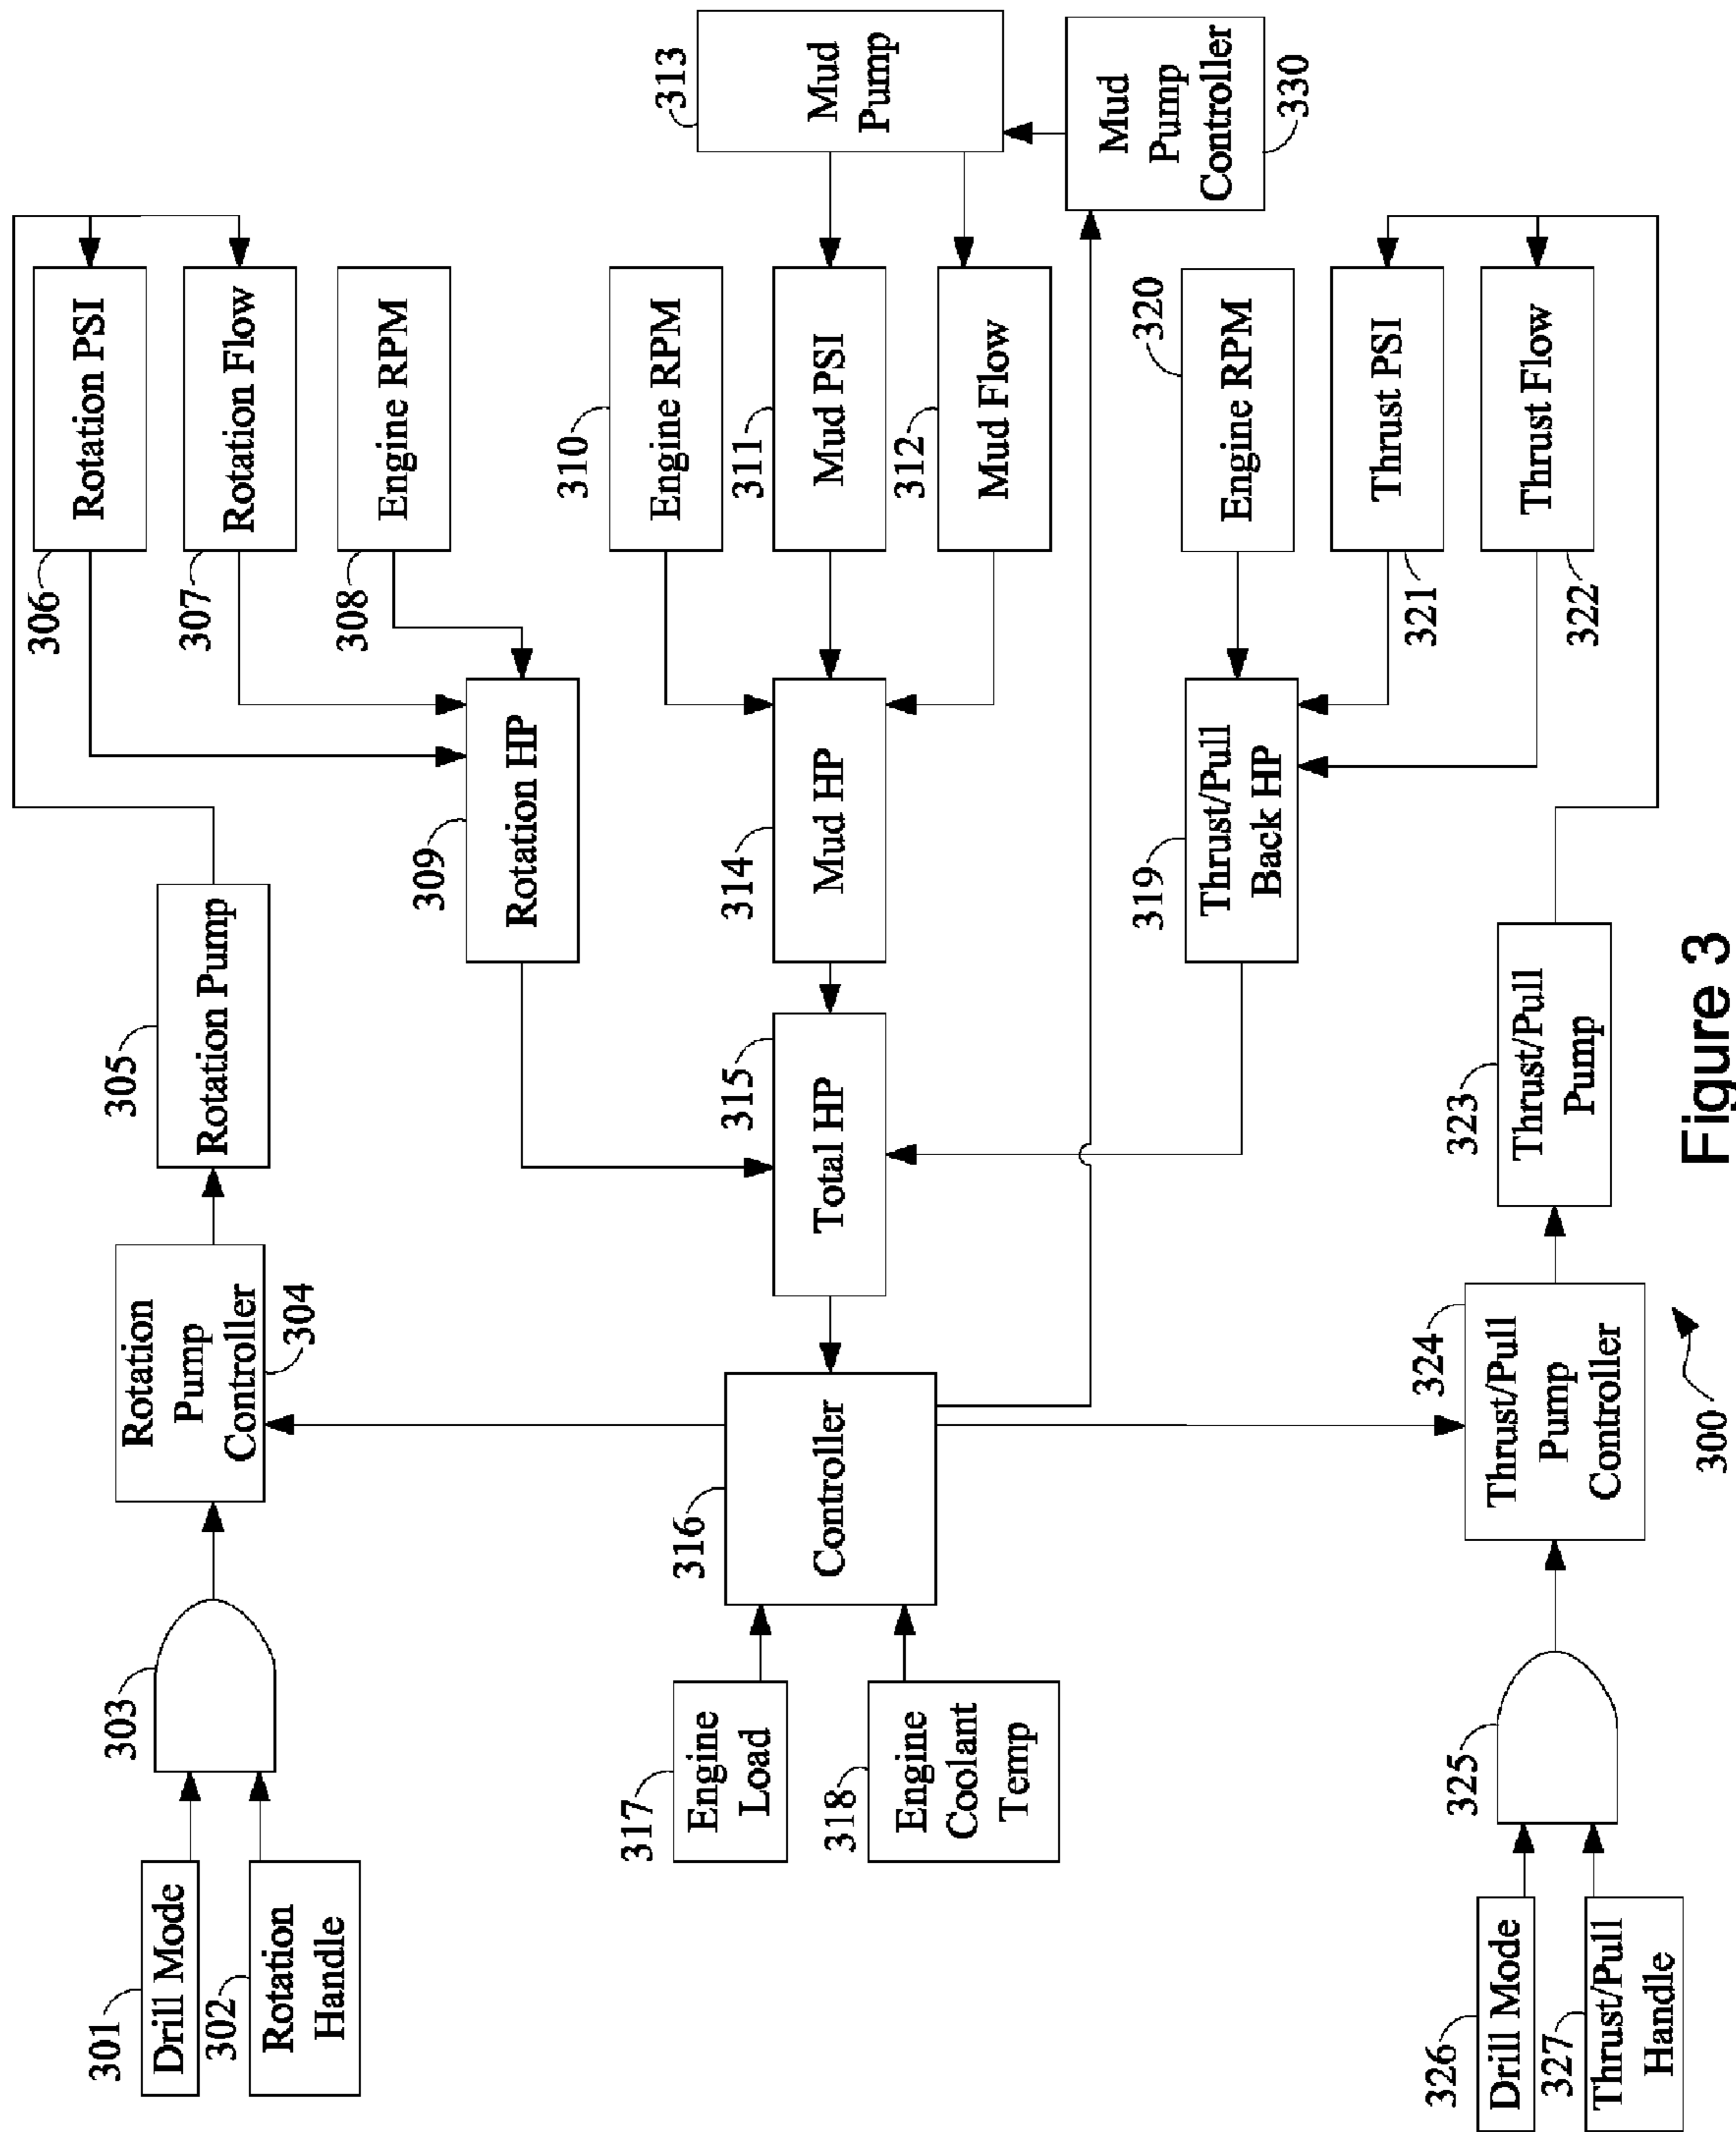 301
Drill Mode
302
Rotation
Handle
303
Rotation
Pump
Controller
304
305
Rotation Pump
306
Rotation PSI
307
Rotation Flow
308
Engine RPM
309
Rotation HP
310
Engine RPM
311
Mud PSI
312
Mud Flow
313
Mud
Pump
Mud
Pump
Controller
330
314
Mud HP
315
Total HP
316
Controller
317
Engine
Load
318
Engine
Coolant
Temp
319
Thrust/Pull
Back HP
320
Engine RPM
Thrust PSI
321
Thrust Flow
322
323
Thrust/Pull
Pump
324
Thrust/Pull
Pump
Controller
325
326
Drill Mode
327
Thrust/Pull
Handle
300
Figure 3